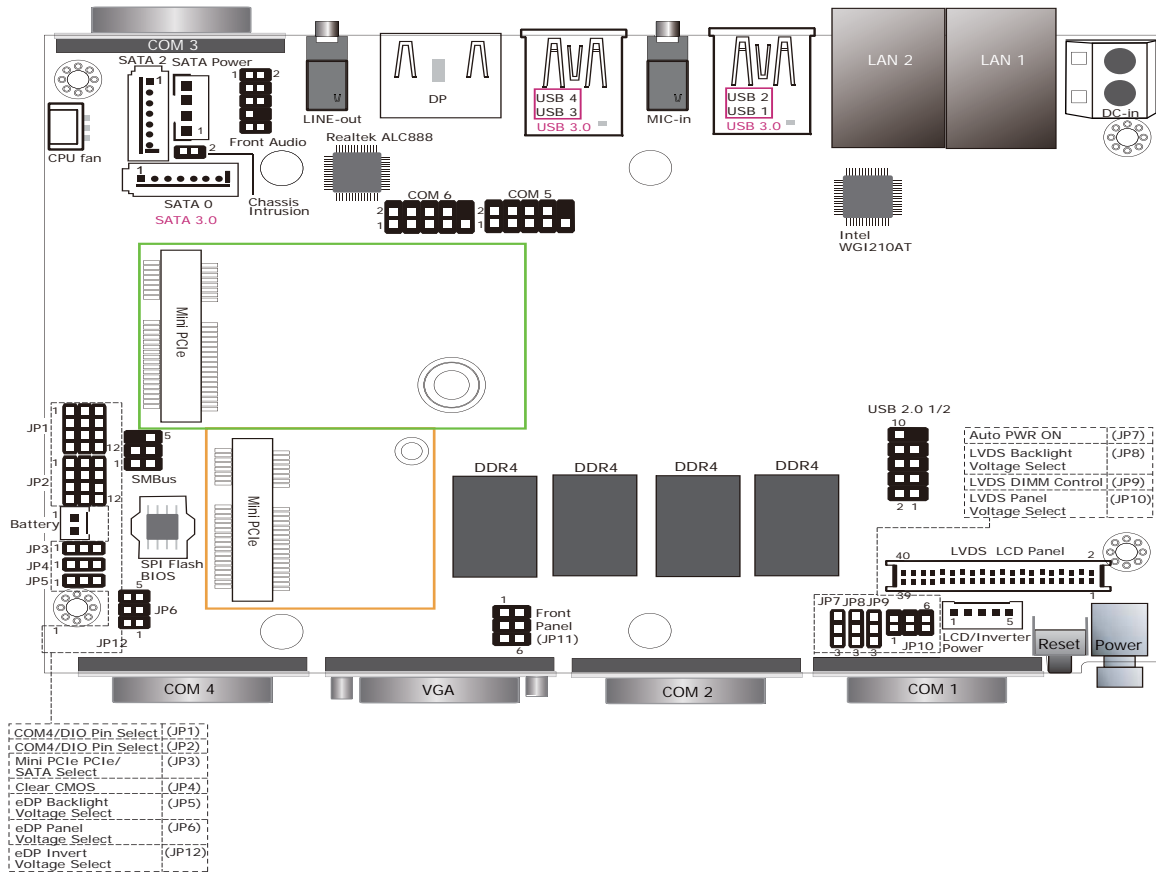 COM 3
SATA 2 SATA Power
1
1
1 2
2
CPU fan
Front Audio
LINE-out
DP
USB 4
USB 3
USB 3.0
MIC-in
USB 2
USB 1
USB 3.0
LAN 2
LAN 1
DC-in
Realtek ALC888
1
SATA 0
SATA 3.0
Chassis
Intrusion
COM 6
2
1
COM 5
2
1
Intel
WGI210AT
Mini PCIe
JP1
1
12
JP2
1
12
5
1
SMBus
Battery
1
SPI Flash
BIOS
JP3 1
JP4 1
JP5 1
5
JP6
1
1
JP12
Mini PCIe
DDR4
DDR4
DDR4
DDR4
USB 2.0 1/2
10
2 1
Auto PWR ON (JP7)
LVDS Backlight
Voltage Select (JP8)
LVDS DIMM Control (JP9)
LVDS Panel
Voltage Select (JP10)
40 LVDS LCD Panel 2
39 1
1
Front
Panel
(JP11)
6
JP7 JP8 JP9
3 3 3
6
1
JP10
1 5
LCD/Inverter
Power
Reset
Power
COM 4
VGA
COM 2
COM 1
COM4/DIO Pin Select (JP1)
COM4/DIO Pin Select (JP2)
Mini PCIe PCIe/
SATA Select (JP3)
Clear CMOS (JP4)
eDP Backlight
Voltage Select (JP5)
eDP Panel
Voltage Select (JP6)
eDP Invert
Voltage Select (JP12)